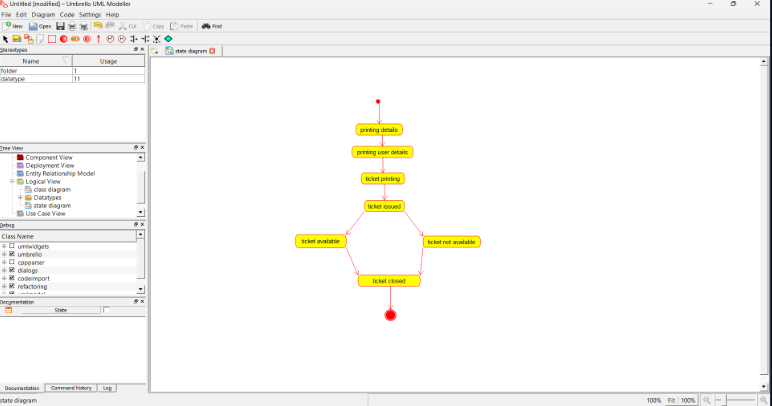 Untitled [modified] – Umbrello UML Modeller
File Edit Diagram Code Settings Help
New Open Cut Copy Paste Find
Stereotypes
state diagram
Name Usage
folder 1
datatype 11
Tree View
Component View
Deployment View
Entity Relationship Model
Logical View
class diagram
Datatypes
state diagram
Use Case View
Debug
Class Name
umlwidgets
umbrello
cppparser
dialogs
codeimport
refactoring
Documentation
State
Documentation Command history Log
printing details
printing user details
ticket printing
ticket issued
ticket available
ticket not available
ticket closed
state diagram
108% Fit 100%